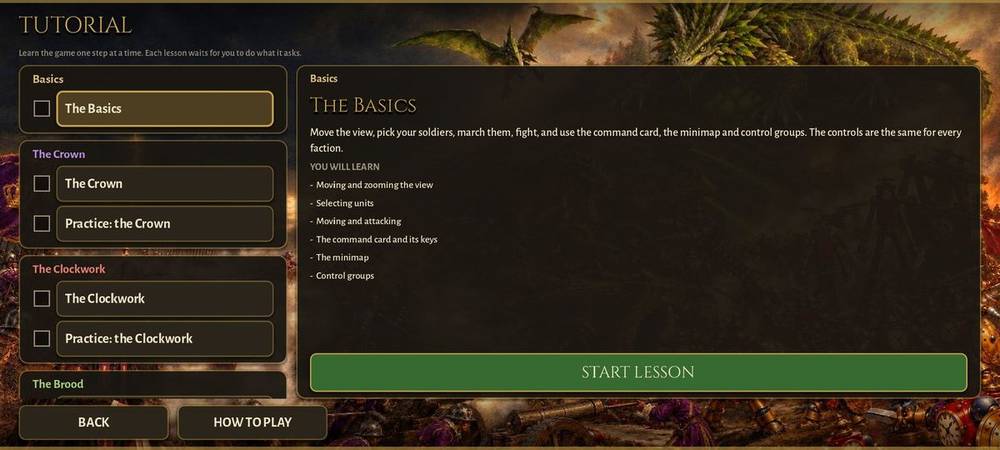 TUTORIAL
Learn the game one step at a time. Each lesson waits for you to do what it asks.
Basics
The Basics
The Crown
The Crown
Practice: the Crown
The Clockwork
The Clockwork
Practice: the Clockwork
The Brood
BACK
HOW TO PLAY
Basics
The Basics
Move the view, pick your soldiers, march them, fight, and use the command card, the minimap and control groups. The controls are the same for every
faction.
YOU WILL LEARN
- Moving and zooming the view
- Selecting units
- Moving and attacking
- The command card and its keys
- The minimap
- Control groups
START LESSON